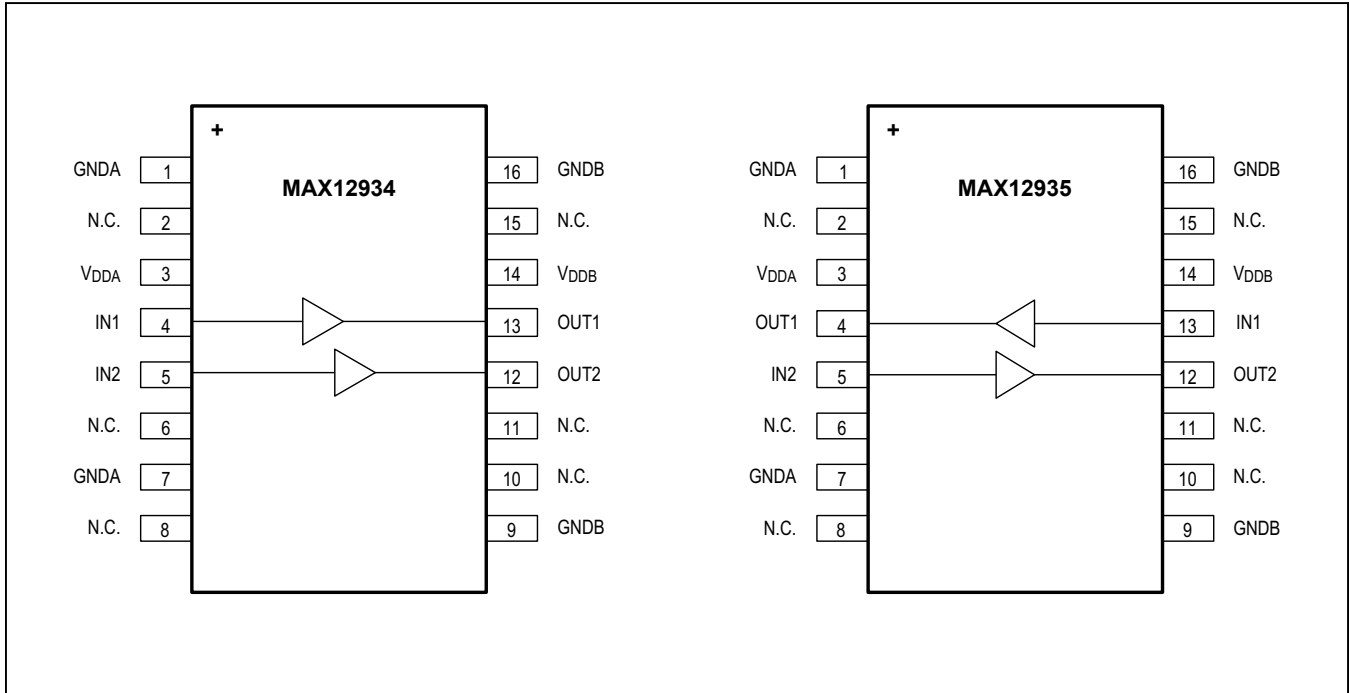 +
MAX12934
GNDA 1 16 GNDB
N.C. 2 15 N.C.
VDDA 3 14 VDDB
IN1 4 13 OUT1
IN2 5 12 OUT2
N.C. 6 11 N.C.
GNDA 7 10 N.C.
N.C. 8 9 GNDB
+
MAX12935
GNDA 1 16 GNDB
N.C. 2 15 N.C.
VDDA 3 14 VDDB
OUT1 4 13 IN1
IN2 5 12 OUT2
N.C. 6 11 N.C.
GNDA 7 10 N.C.
N.C. 8 9 GNDB